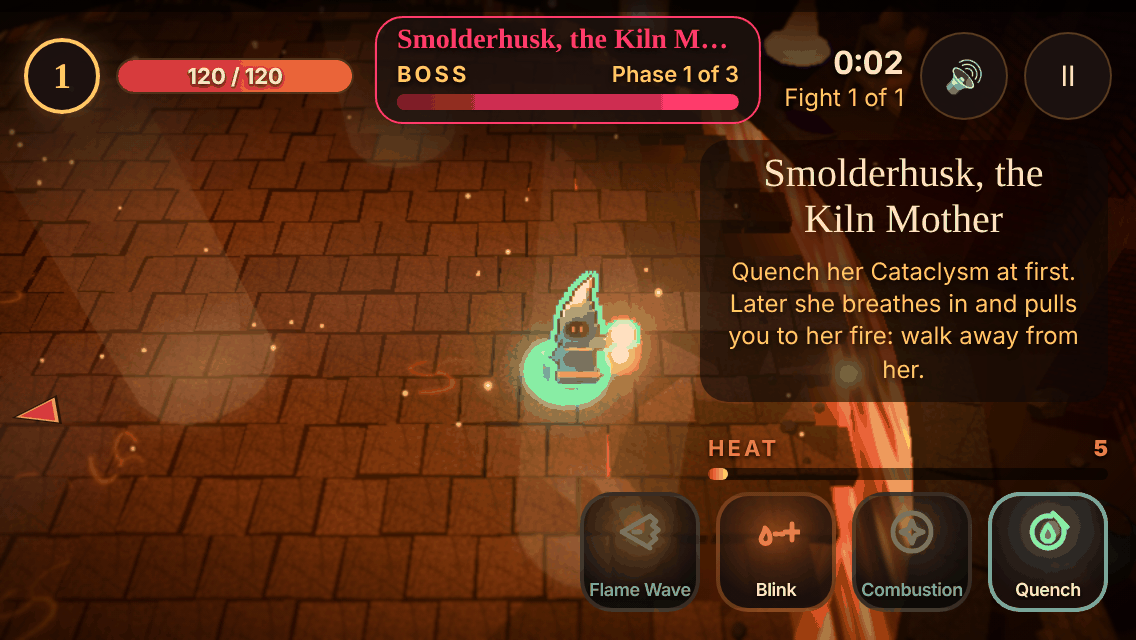 1
120 / 120
Smolderhusk, the Kiln M…
BOSS
Phase 1 of 3
0:02
Fight 1 of 1
Smolderhusk, the
Kiln Mother
Quench her Cataclysm at first.
Later she breathes in and pulls
you to her fire: walk away from
her.
HEAT
5
Flame Wave
Blink
Combustion
Quench